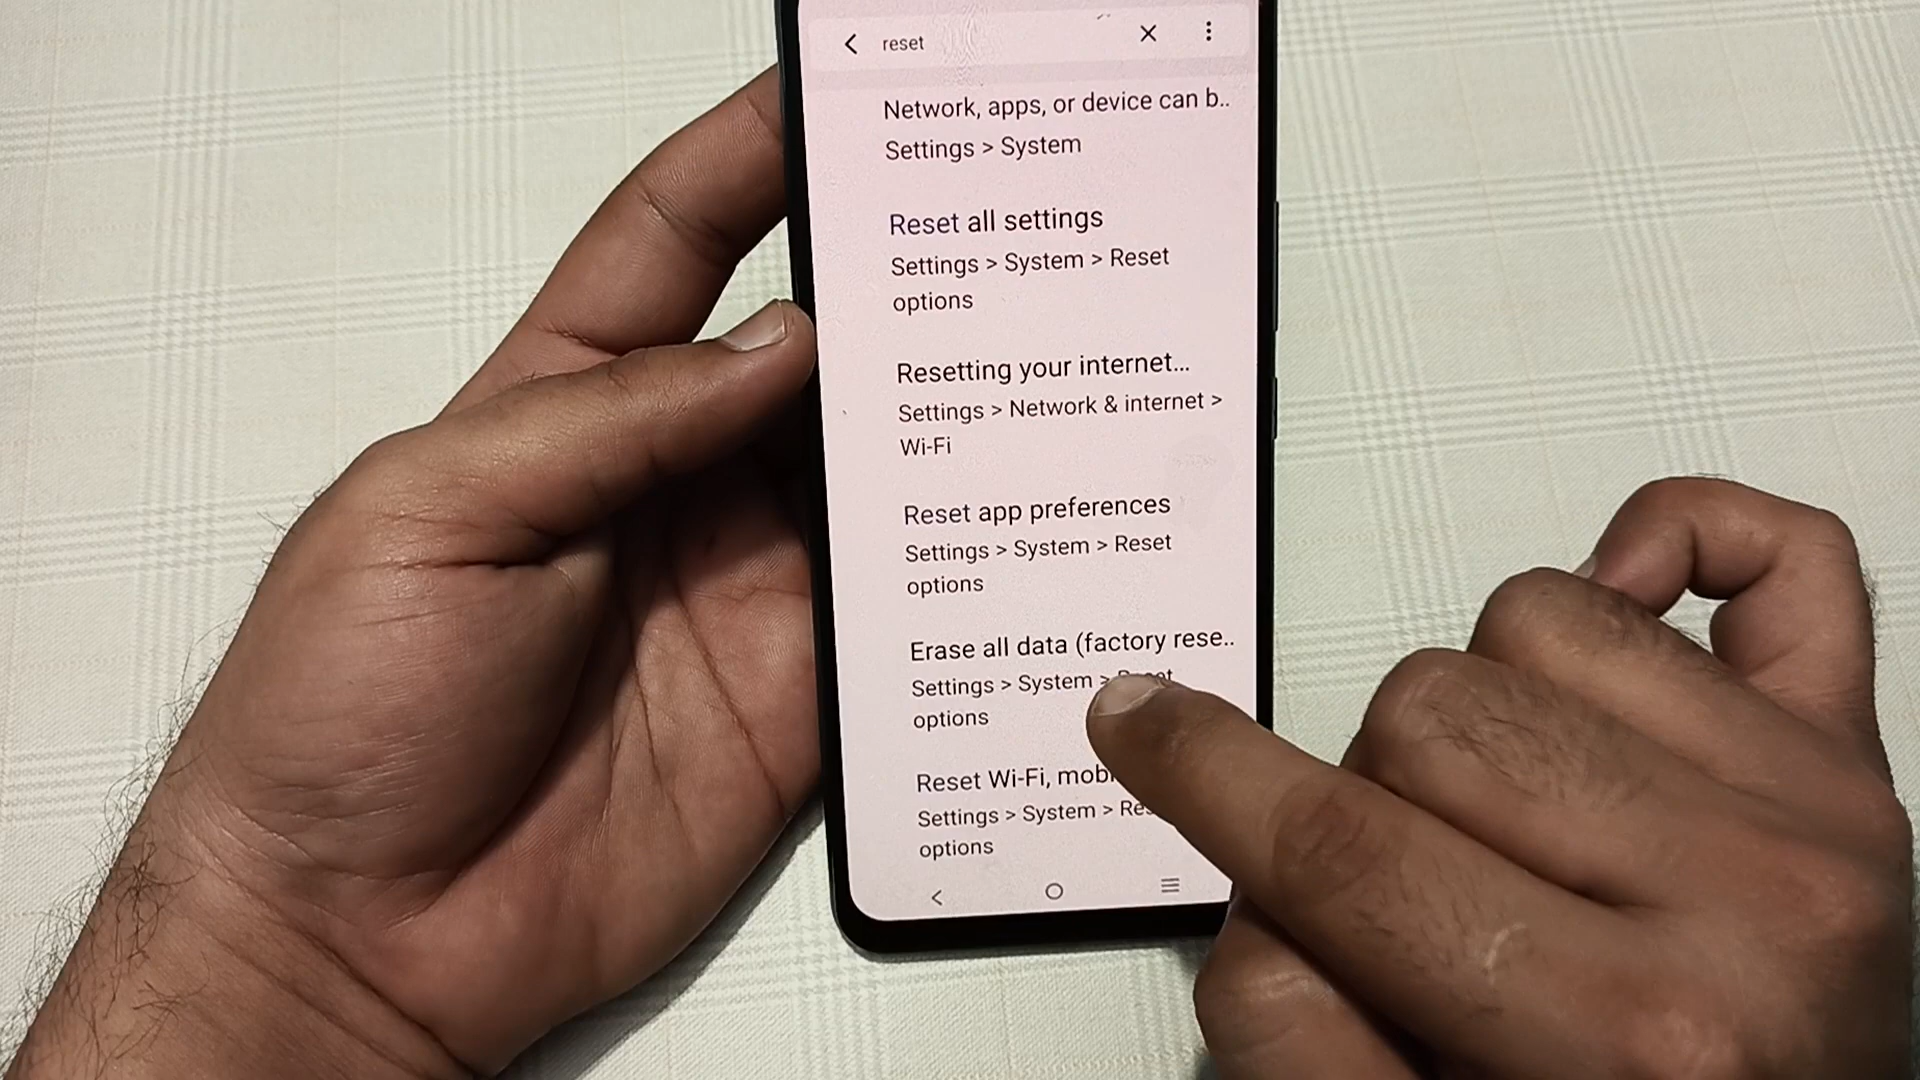 reset
Network, apps, or device can b..
Settings > System
Reset all settings
Settings > System > Reset
options
Resetting your internet...
Settings > Network & internet >
Wi-Fi
Reset app preferences
Settings > System > Reset
options
Erase all data (factory rese..
Settings > System > Reset
options
Reset Wi-Fi,
Settings > System >
options